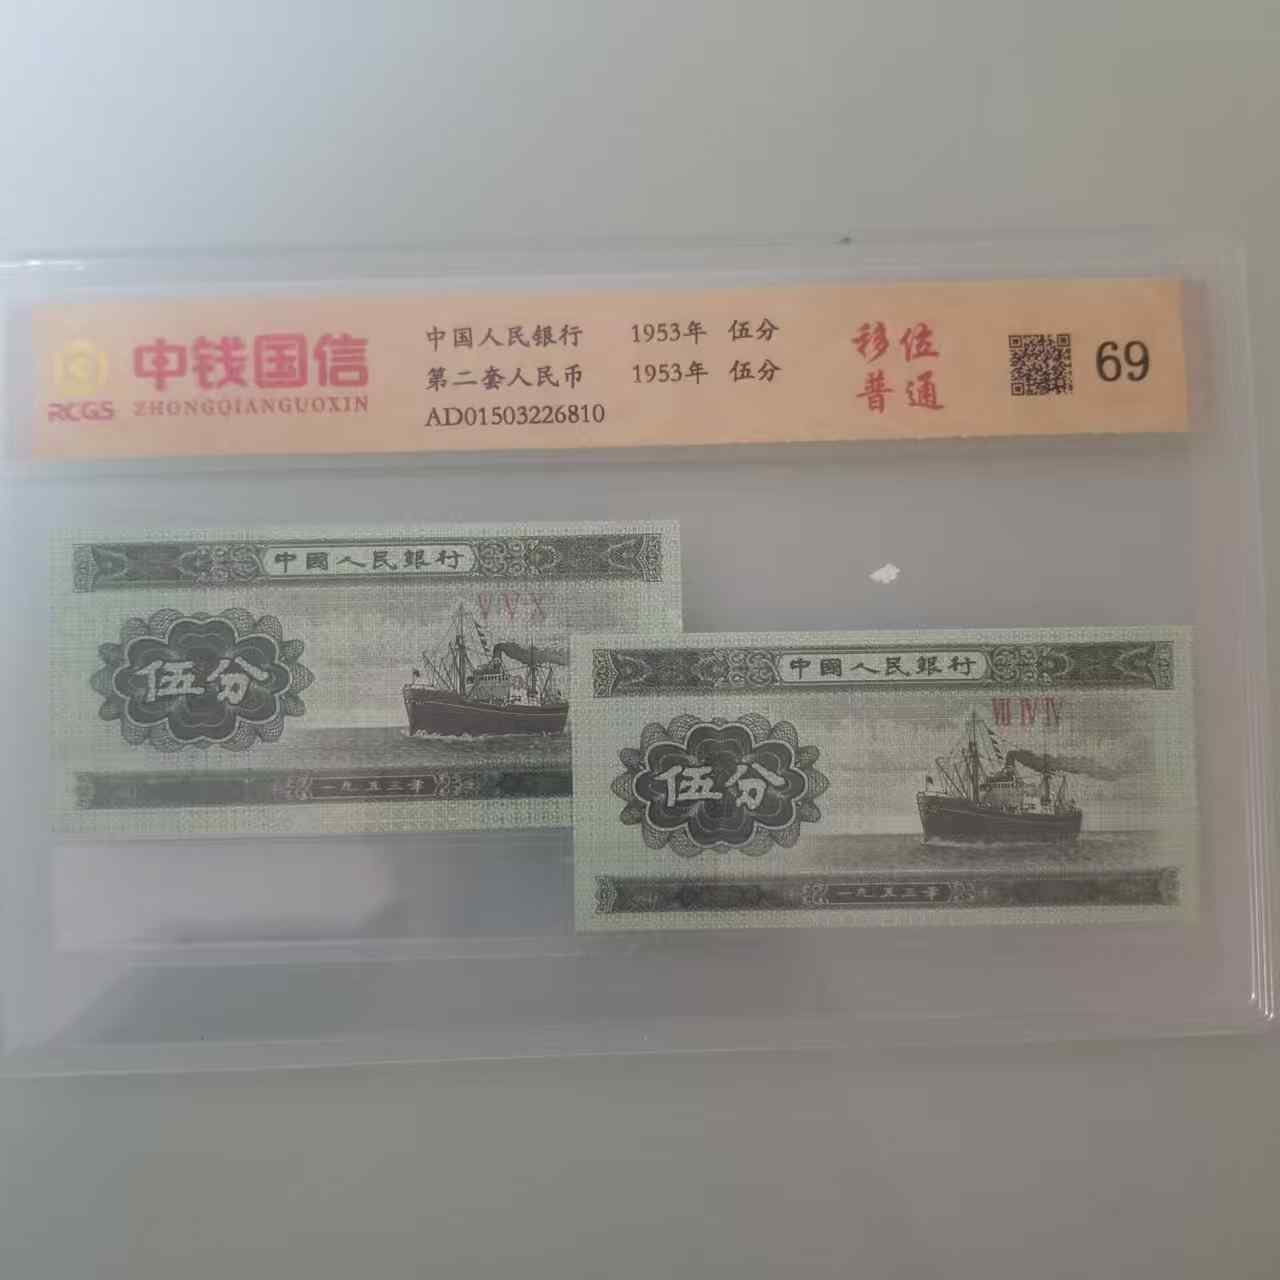 中钱国信
RCGS ZHONGQIANGUOXIN
中国人民银行 1953年 伍分
第二套人民币 1953年 伍分
AD01503226810
移位
普通
69
中國人民銀行
V V X
伍分
一九五三年
中國人民銀行
VII IV IV
伍分
一九五三年